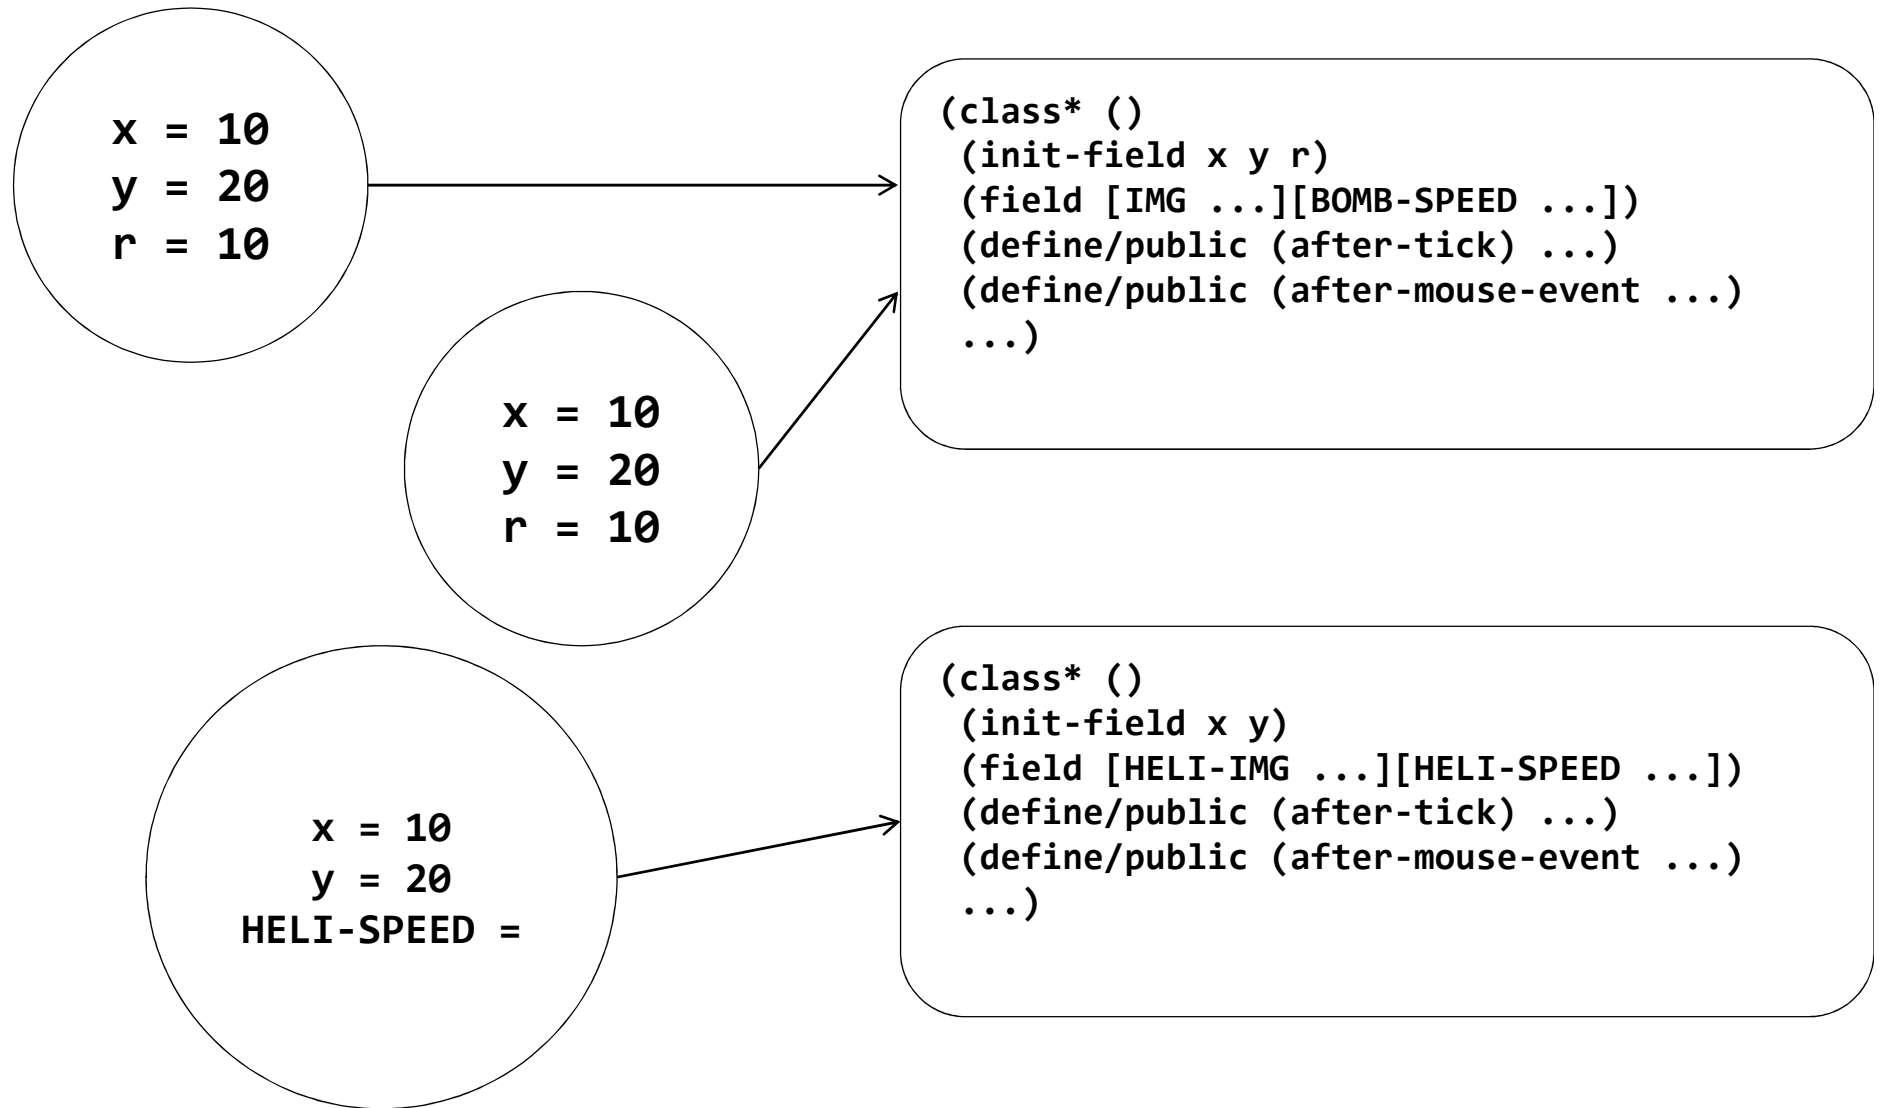 x = 10
y = 20
r = 10
(class* ()
(init-field x y r)
(field [IMG ...][BOMB-SPEED ...])
(define/public (after-tick) ...)
(define/public (after-mouse-event ...)
...)
x = 10
y = 20
r = 10
x = 10
y = 20
HELI-SPEED =
(class* ()
(init-field x y)
(field [HELI-IMG ...][HELI-SPEED ...])
(define/public (after-tick) ...)
(define/public (after-mouse-event ...)
...)